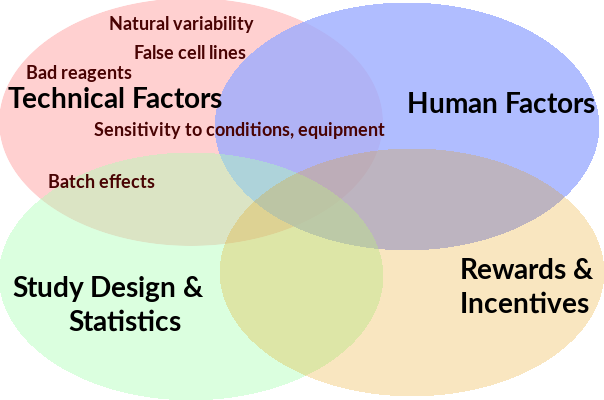 Natural variability
False cell lines
Bad reagents
Technical Factors
Human Factors
Sensitivity to conditions, equipment
Batch effects
Study Design &
Statistics
Rewards &
Incentives